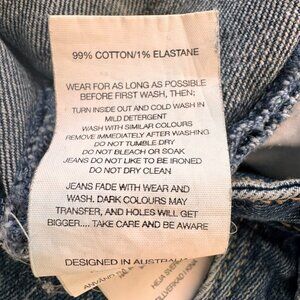 99% COTTON/1% ELASTANE
WEAR FOR AS LONG AS POSSIBLE
BEFORE FIRST WASH, THEN:
TURN INSIDE OUT AND COLD WASH IN
MILD DETERGENT
WASH WITH SIMILAR COLOURS
REMOVE IMMEDIATELY AFTER WASHING
DO NOT TUMBLE DRY
DO NOT BLEACH OR SOAK
JEANS DO NOT LIKE TO BE IRONED
DO NOT DRY CLEAN
JEANS FADE WITH WEAR AND
WASH. DARK COLOURS MAY
TRANSFER, AND HOLES WILL GET
BIGGER.... TAKE CARE AND BE AWARE
DESIGNED IN AUSTRA